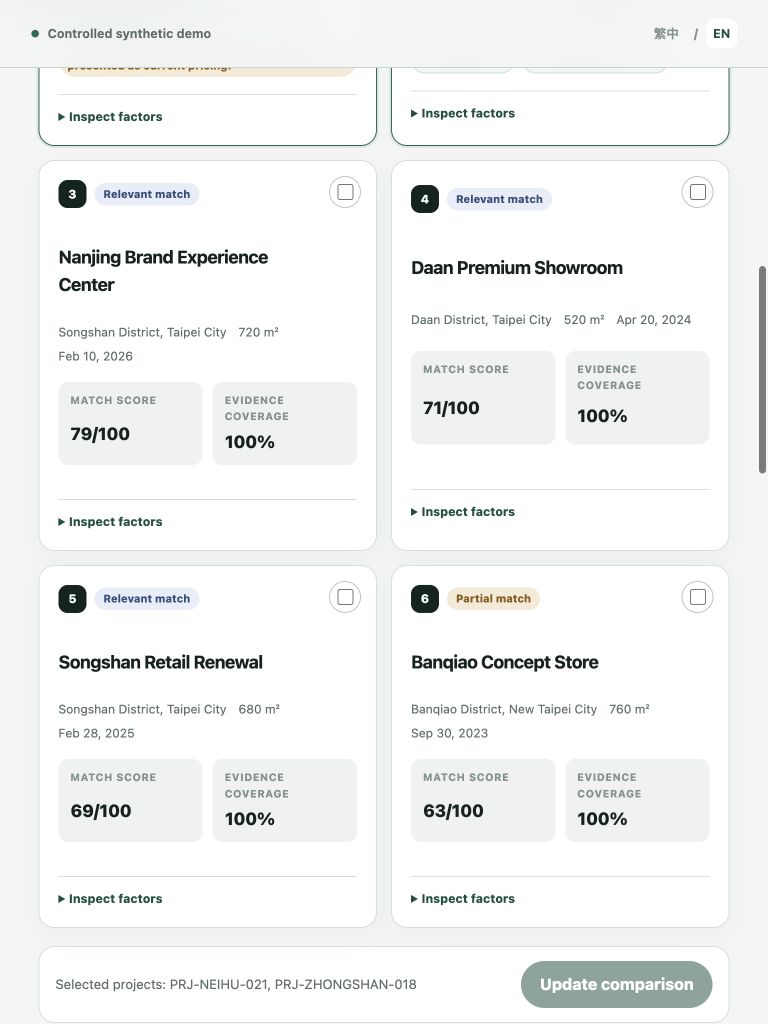 Controlled synthetic demo
繁中 / EN
presented as current pricing.
Inspect factors
Inspect factors
3 Relevant match
Nanjing Brand Experience
Center
Songshan District, Taipei City 720 m²
Feb 10, 2026
MATCH SCORE
79/100
EVIDENCE
COVERAGE
100%
Inspect factors
4 Relevant match
Daan Premium Showroom
Daan District, Taipei City 520 m² Apr 20, 2024
MATCH SCORE
71/100
EVIDENCE
COVERAGE
100%
Inspect factors
5 Relevant match
Songshan Retail Renewal
Songshan District, Taipei City 680 m²
Feb 28, 2025
MATCH SCORE
69/100
EVIDENCE
COVERAGE
100%
Inspect factors
6 Partial match
Banqiao Concept Store
Banqiao District, New Taipei City 760 m²
Sep 30, 2023
MATCH SCORE
63/100
EVIDENCE
COVERAGE
100%
Inspect factors
Selected projects: PRJ-NEIHU-021, PRJ-ZHONGSHAN-018
Update comparison